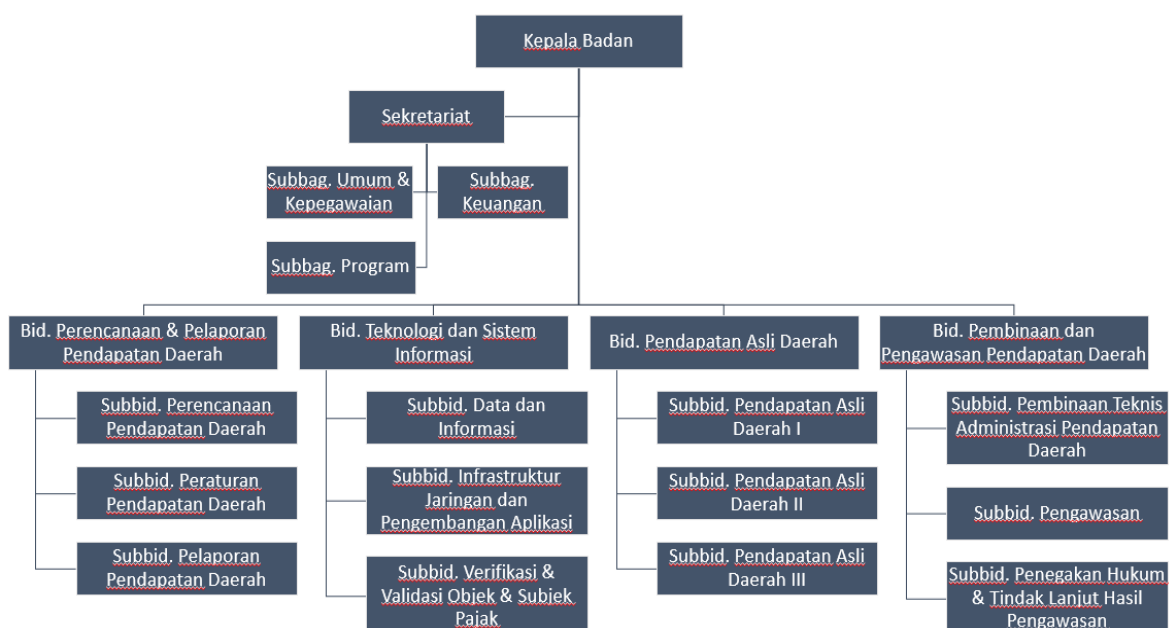 Kepala Badan
Sekretariat
Subbag. Umum &
Kepegawaian
Subbag.
Keuangan
Subbag. Program
Bid. Perencanaan & Pelaporan
Pendapatan Daerah
Subbid. Perencanaan
Pendapatan Daerah
Subbid. Peraturan
Pendapatan Daerah
Subbid. Pelaporan
Pendapatan Daerah
Bid. Teknologi dan Sistem
Informasi
Subbid. Data dan
Informasi
Subbid. Infrastruktur
Jaringan dan
Pengembangan Aplikasi
Subbid. Verifikasi &
Validasi Objek & Subjek
Pajak
Bid. Pendapatan Asli Daerah
Subbid. Pendapatan Asli
Daerah I
Subbid. Pendapatan Asli
Daerah II
Subbid. Pendapatan Asli
Daerah III
Bid. Pembinaan dan
Pengawasan Pendapatan Daerah
Subbid. Pembinaan Teknis
Administrasi Pendapatan
Daerah
Subbid. Pengawasan
Subbid. Penegakan Hukum
& Tindak Lanjut Hasil
Pengawasan